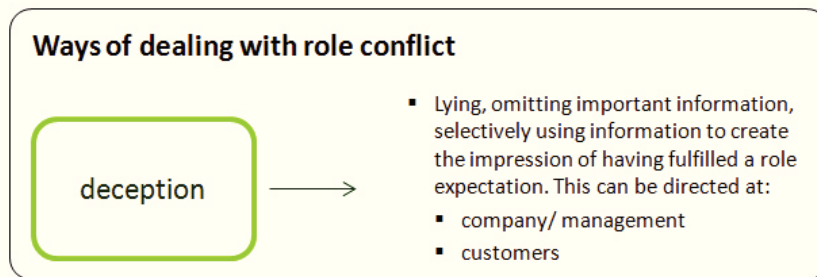 Ways of dealing with role conflict
deception
▪ Lying, omitting important information,
selectively using information to create
the impression of having fulfilled a role
expectation. This can be directed at:
▪ company/ management
▪ customers